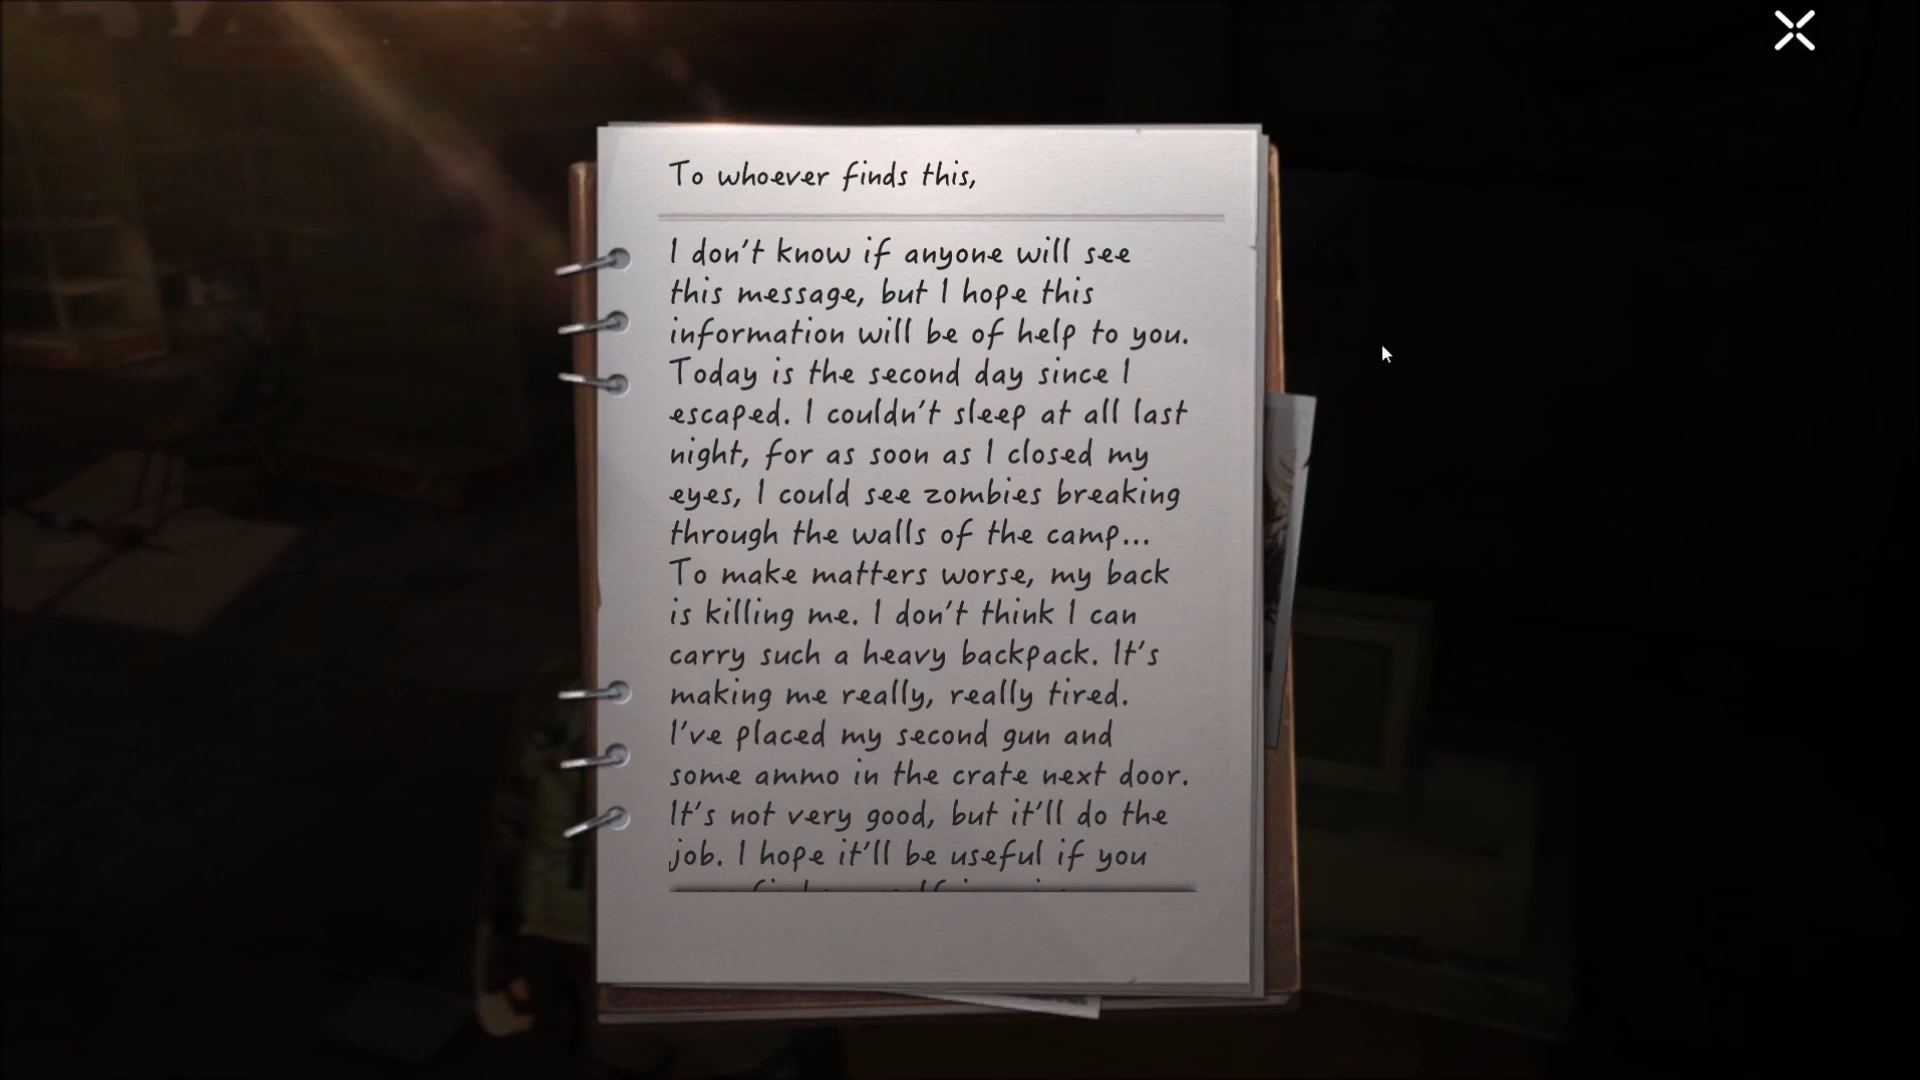 To whoever finds this,
I don't know if anyone will see
this message, but I hope this
information will be of help to you.
Today is the second day since I
escaped. I couldn't sleep at all last
night, for as soon as I closed my
eyes, I could see zombies breaking
through the walls of the camp...
To make matters worse, my back
is killing me. I don't think I can
carry such a heavy backpack. It's
making me really, really tired.
I've placed my second gun and
some ammo in the crate next door.
It's not very good, but it'll do the
job. I hope it'll be useful if you